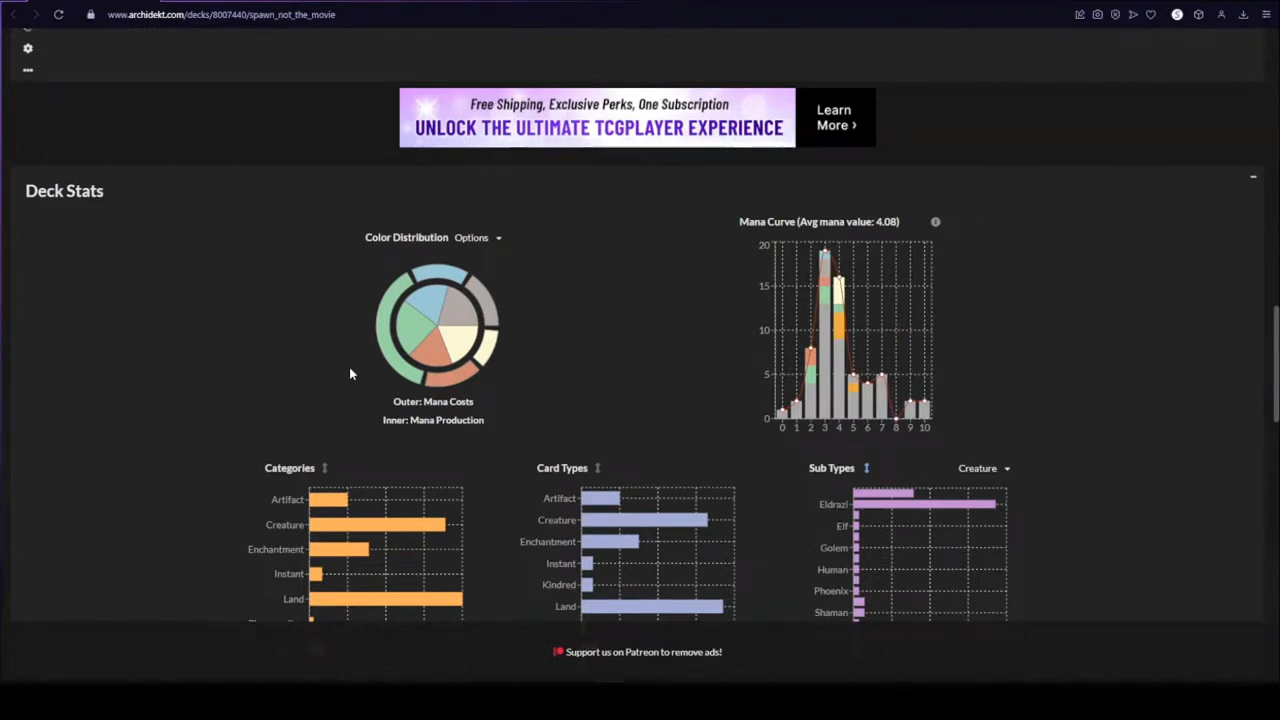 www.archidekt.com/decks/8007440/spawn_not_the_movie
Free Shipping, Exclusive Perks, One Subscription
UNLOCK THE ULTIMATE TCGPLAYER EXPERIENCE
Learn
More ›
Deck Stats
Color Distribution Options
Outer: Mana Costs
Inner: Mana Production
Mana Curve (Avg mana value: 4.08)
20
15
10
5
0
0 1 2 3 4 5 6 7 8 9 10
Categories
Artifact
Creature
Enchantment
Instant
Land
Card Types
Artifact
Creature
Enchantment
Instant
Kindred
Land
Sub Types
Creature
Eldrazi
Elf
Golem
Human
Phoenix
Shaman
Support us on Patreon to remove ads!